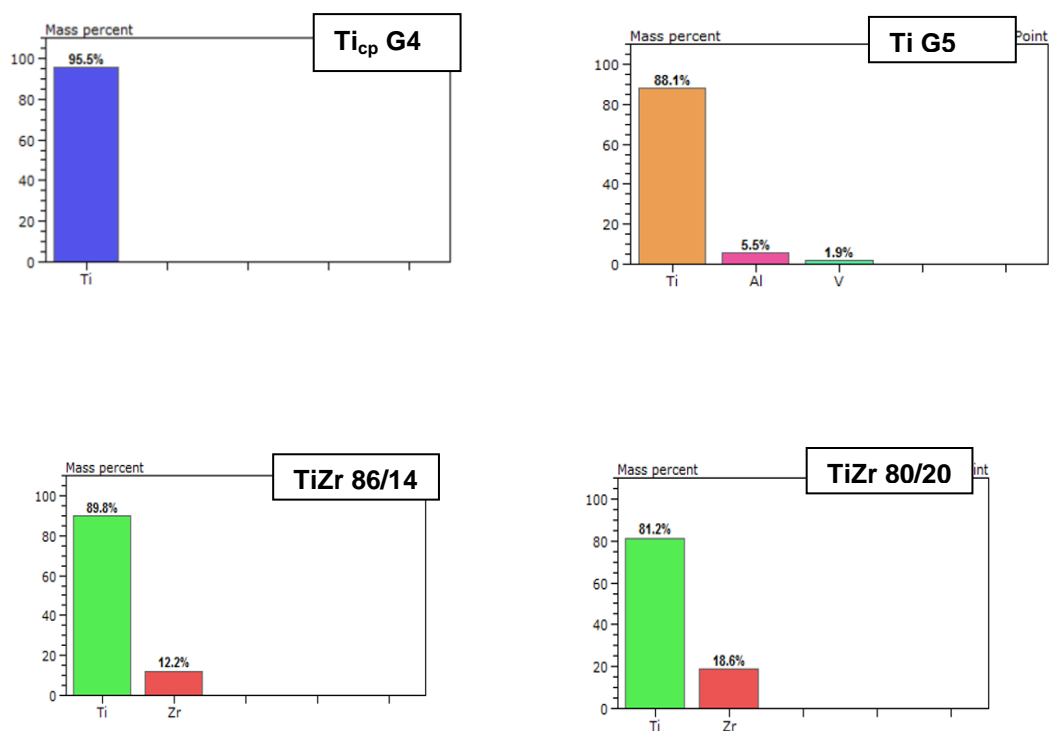 Mass percent
Ti_cp G4
100
80
60
40
20
0
95.5%
Ti
Mass percent
Ti G5
Point
100
80
60
40
20
0
88.1%
5.5%
1.9%
Ti Al V
Mass percent
TiZr 86/14
100
80
60
40
20
0
89.8%
12.2%
Ti Zr
Mass percent
TiZr 80/20
int
100
80
60
40
20
0
81.2%
18.6%
Ti Zr